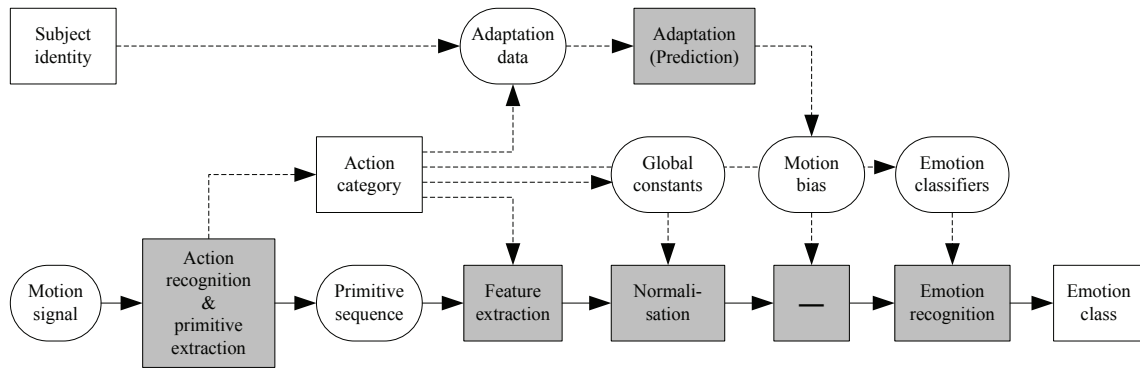 Subject
identity
Adaptation
data
Adaptation
(Prediction)
Action
category
Global
constants
Motion
bias
Emotion
classifiers
Motion
signal
Action
recognition
&
primitive
extraction
Primitive
sequence
Feature
extraction
Normali-
sation
—
Emotion
recognition
Emotion
class